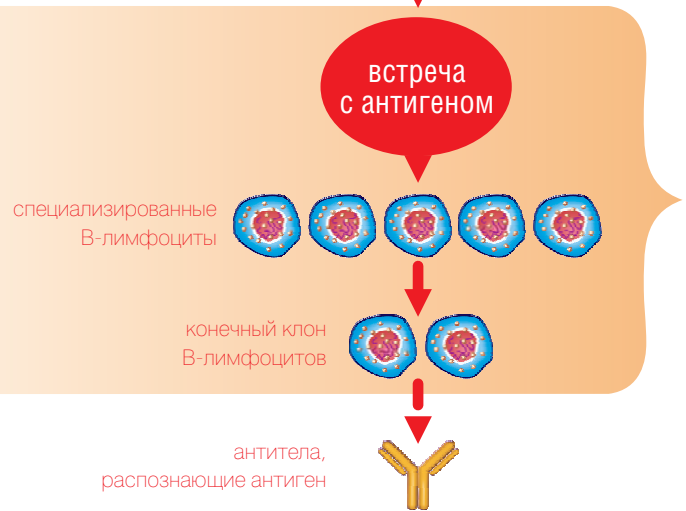 встреча
с антигеном
специализированные
В-лимфоциты
конечный клон
В-лимфоцитов
антитела,
распознающие антиген